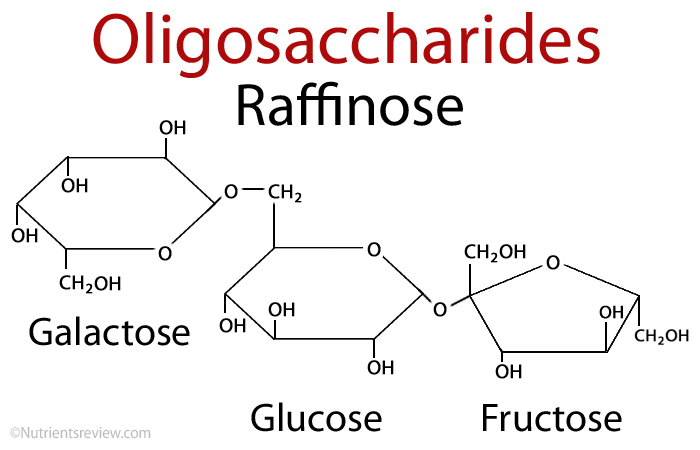 Oligosaccharides
Raffinose
OH
OH
O
CH₂
OH
O
CH₂OH
O
CH₂OH
O
Galactose
OH
OH
O
OH
CH₂OH
OH
OH
Glucose
Fructose
©Nutrientsreview.com